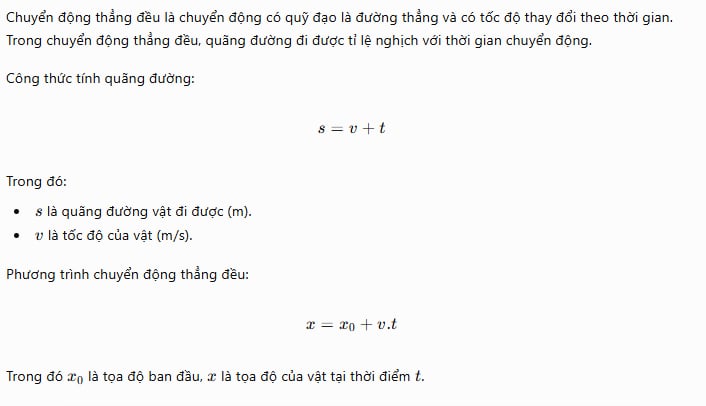 Chuyển động thẳng đều là chuyển động có quỹ đạo là đường thẳng và có tốc độ thay đổi theo thời gian.
Trong chuyển động thẳng đều, quãng đường đi được tỉ lệ nghịch với thời gian chuyển động.
Công thức tính quãng đường:
s = v + t
Trong đó:
• s là quãng đường vật đi được (m).
• v là tốc độ của vật (m/s).
Phương trình chuyển động thẳng đều:
x = x₀ + v.t
Trong đó x₀ là tọa độ ban đầu, x là tọa độ của vật tại thời điểm t.